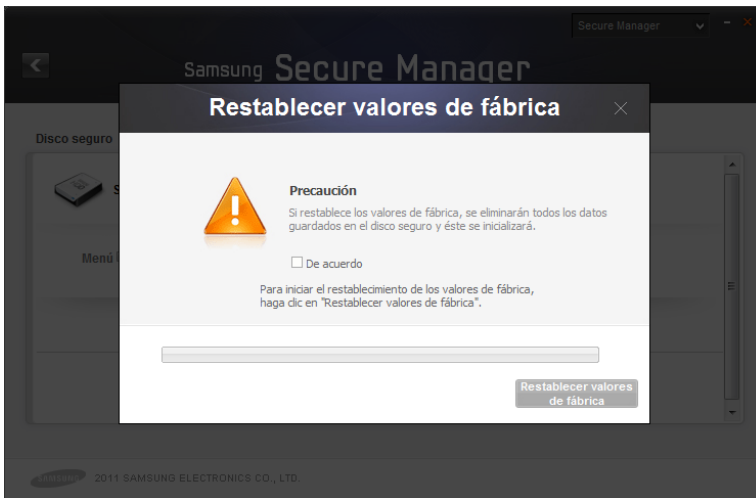 Secure Manager
Samsung Secure Manager
Restablecer valores de fábrica
Disco seguro
S
Precaución
Si restablece los valores de fábrica, se eliminarán todos los datos
guardados en el disco seguro y éste se inicializará.
Menú
De acuerdo
Para iniciar el restablecimiento de los valores de fábrica,
haga clic en "Restablecer valores de fábrica".
Restablecer valores
de fábrica
SAMSUNG 2011 SAMSUNG ELECTRONICS CO., LTD.